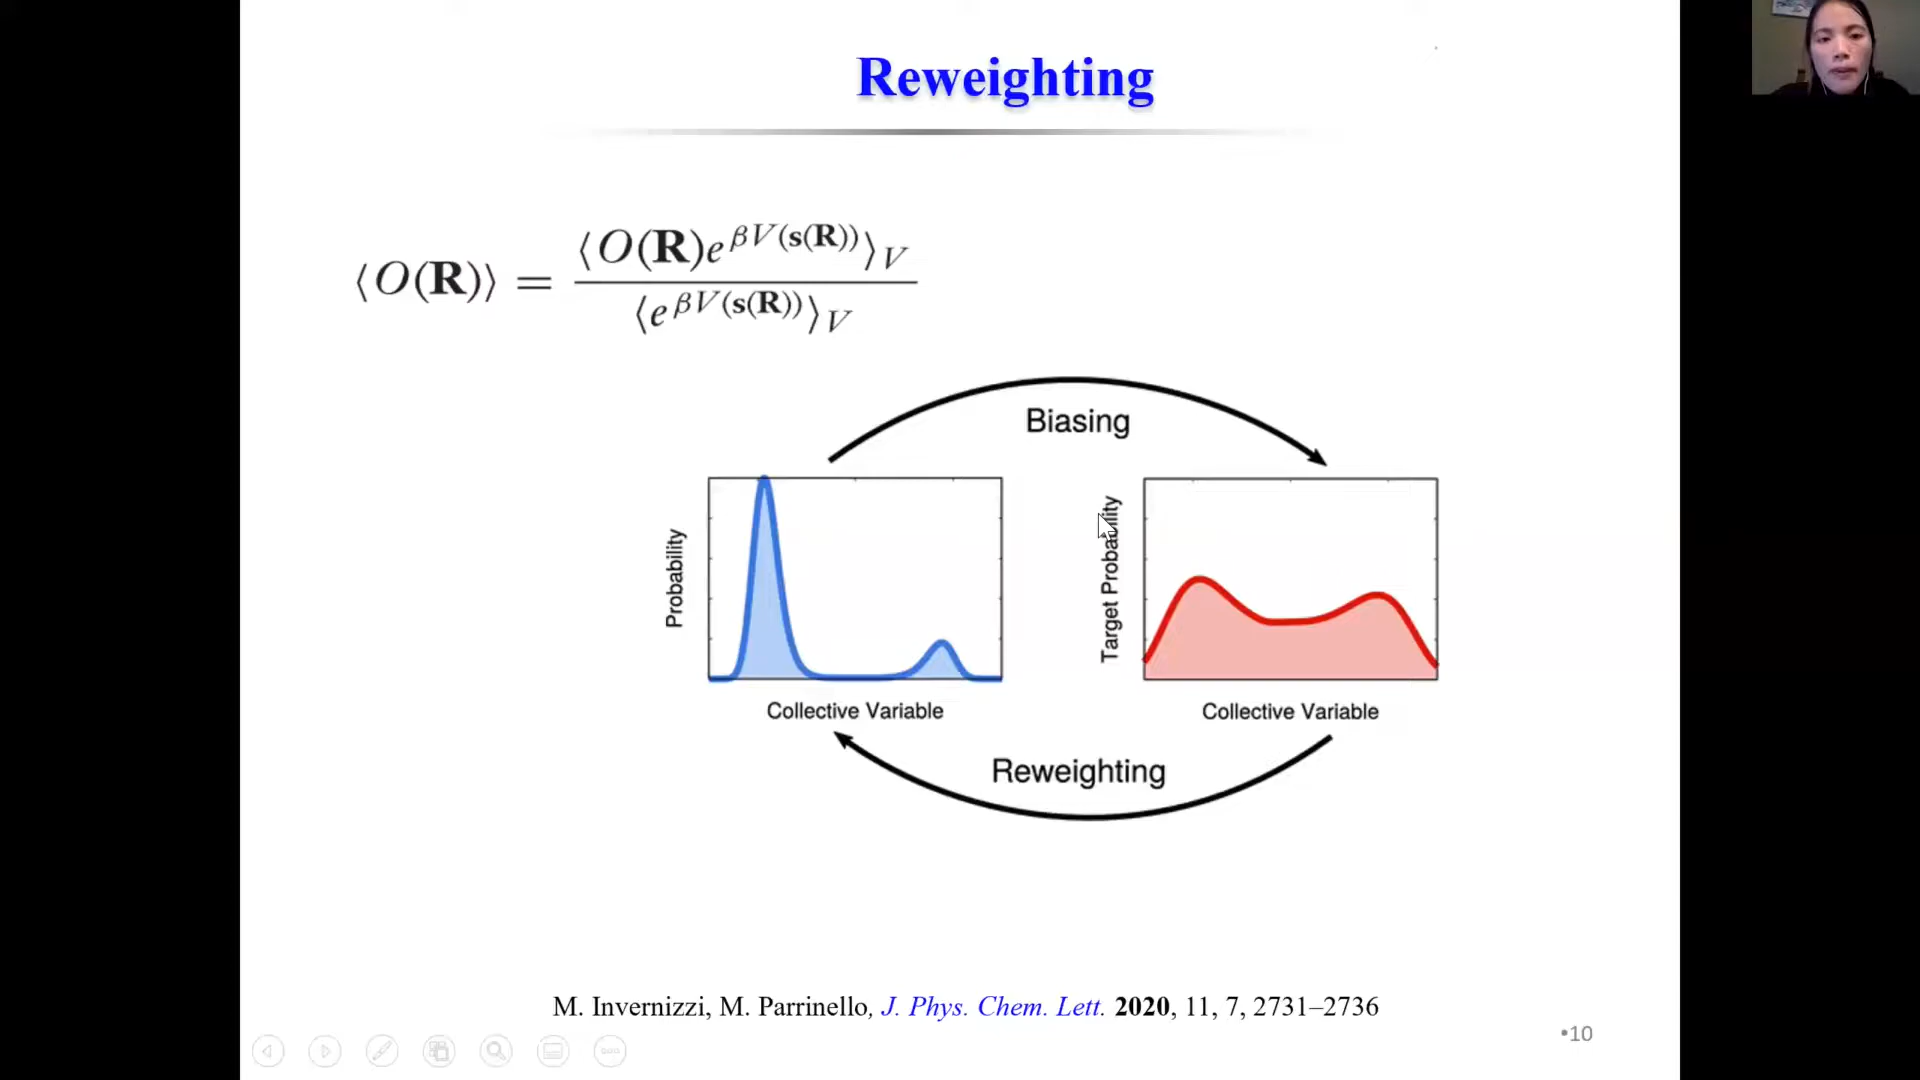 Reweighting
⟨O(R)⟩ = ⟨O(R)e^{βV(s(R))}⟩_V / ⟨e^{βV(s(R))}⟩_V
Biasing
Probability
Target Probability
Collective Variable
Collective Variable
Reweighting
M. Invernizzi, M. Parrinello, J. Phys. Chem. Lett. 2020, 11, 7, 2731–2736
•10